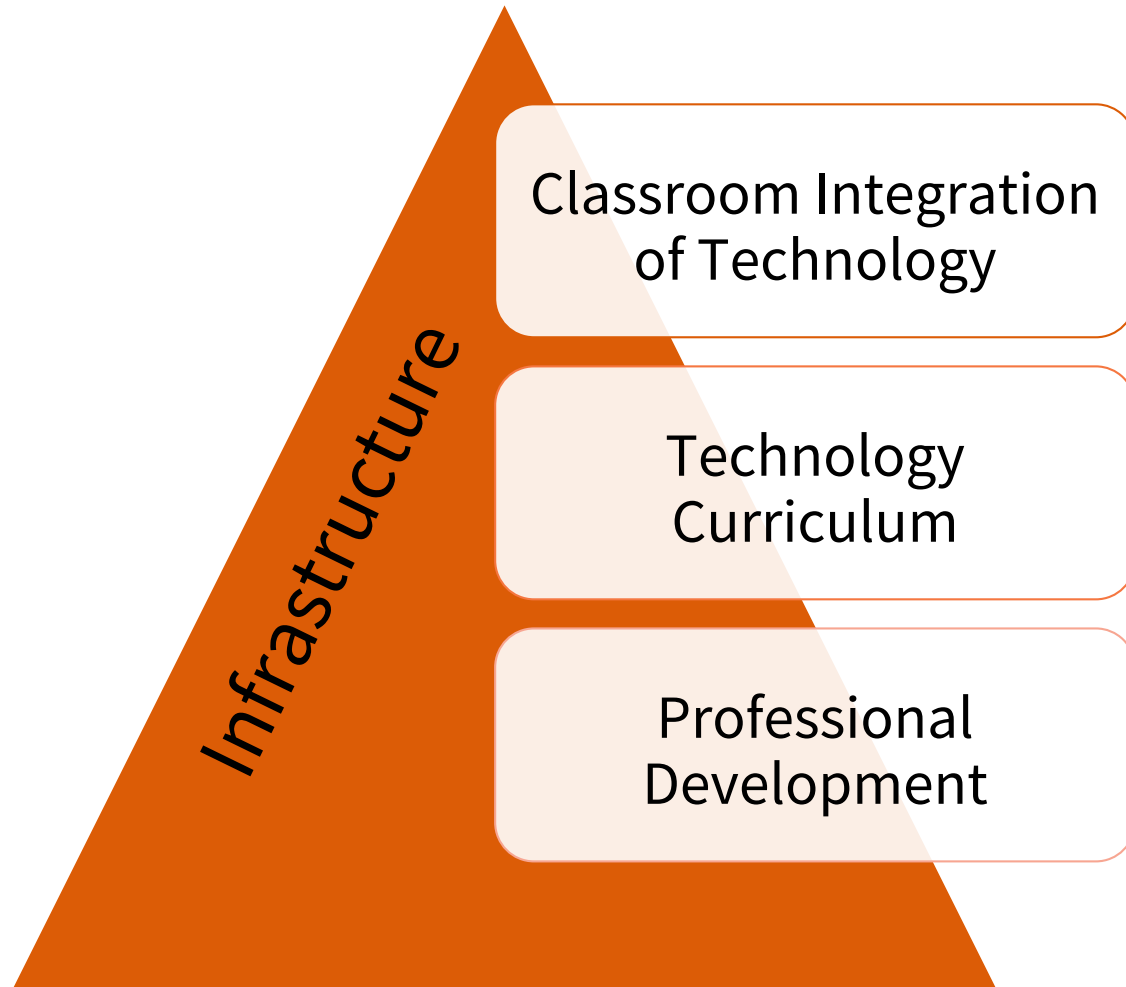 Infrastructure
Classroom Integration
of Technology
Technology
Curriculum
Professional
Development